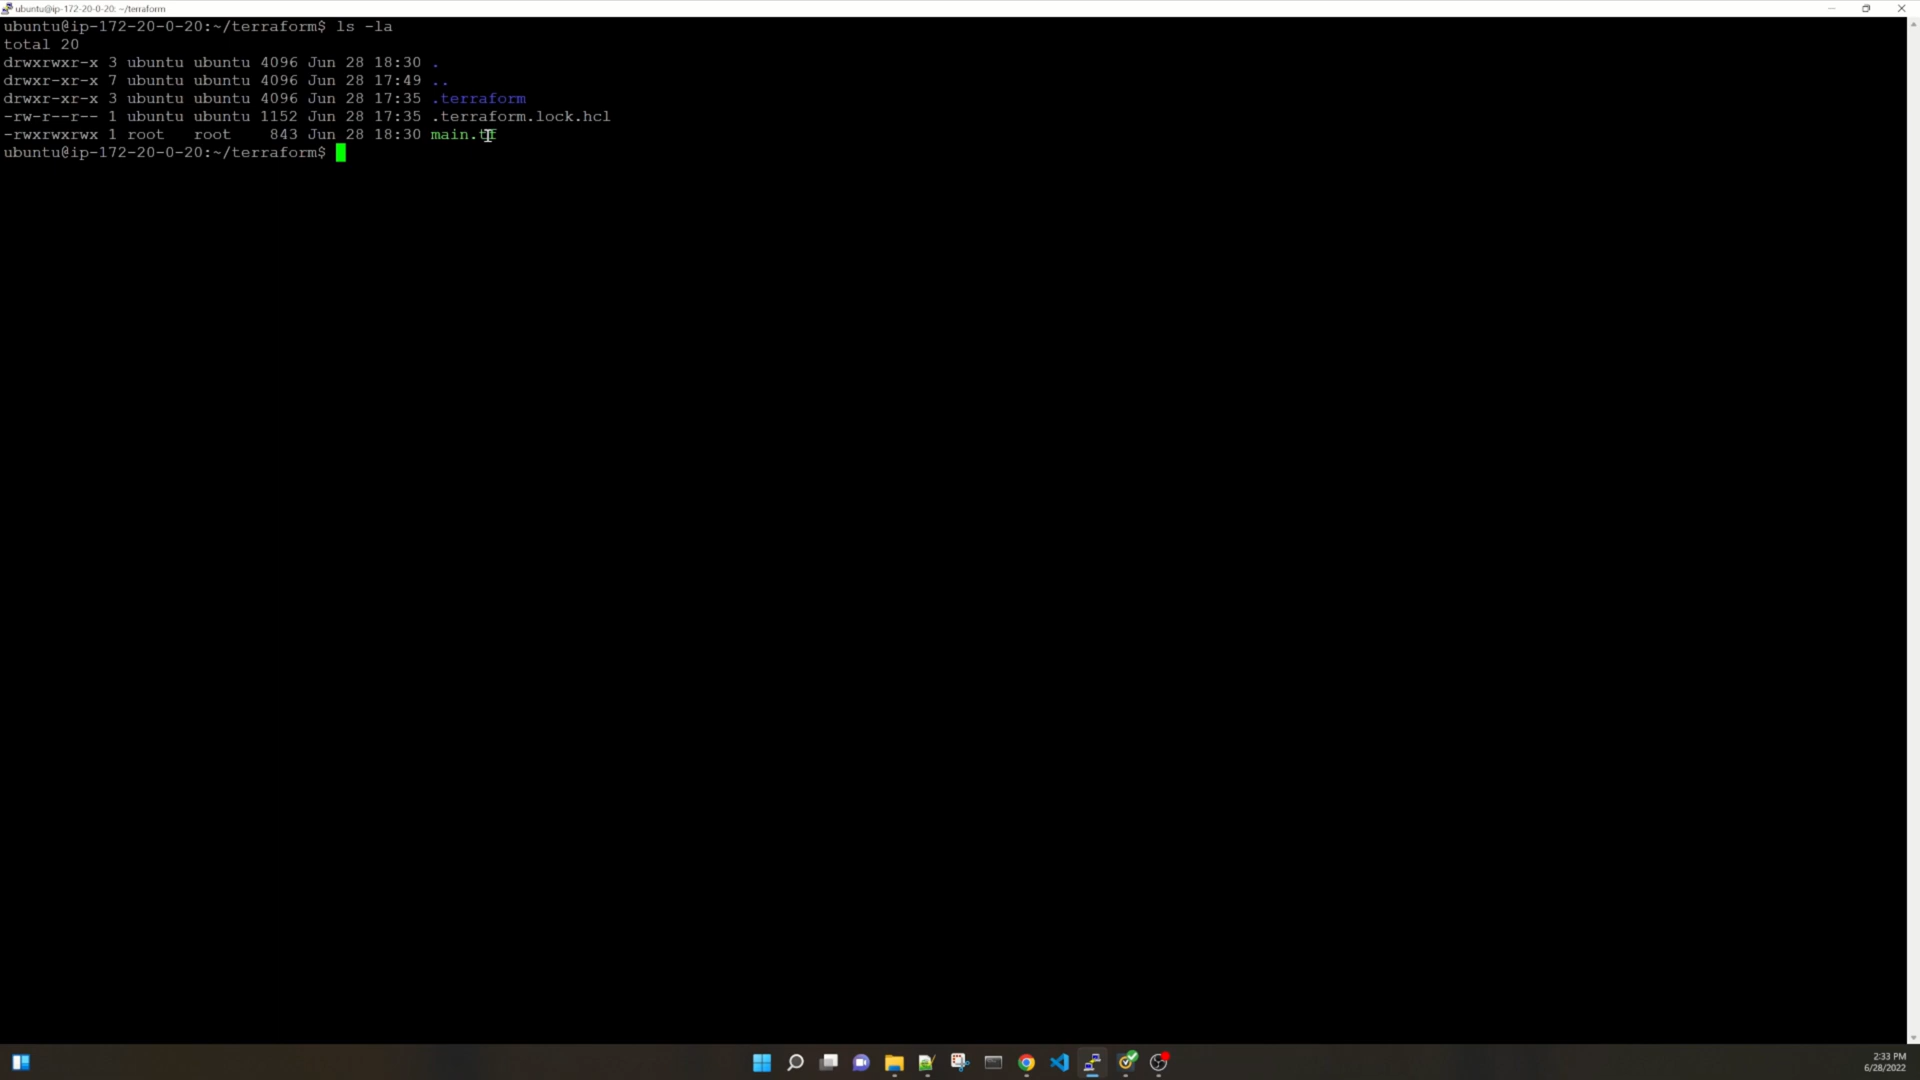 ubuntu@ip-172-20-0-20: ~/terraform
ubuntu@ip-172-20-0-20:~/terraform$ ls -la
total 20
drwxrwxr-x 3 ubuntu ubuntu 4096 Jun 28 18:30 .
drwxr-xr-x 7 ubuntu ubuntu 4096 Jun 28 17:49 ..
drwxr-xr-x 3 ubuntu ubuntu 4096 Jun 28 17:35 .terraform
-rw-r--r-- 1 ubuntu ubuntu 1152 Jun 28 17:35 .terraform.lock.hcl
-rwxrwxrwx 1 root   root    843 Jun 28 18:30 main.tf
ubuntu@ip-172-20-0-20:~/terraform$
2:33 PM
6/28/2022